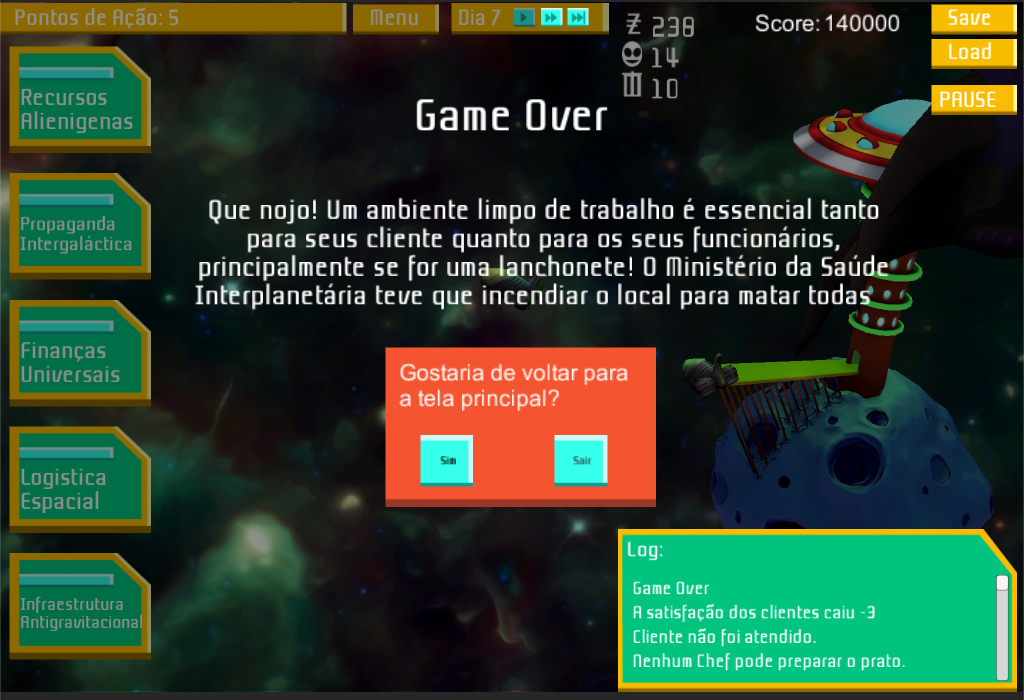 Pontos de Ação: 5
Menu
Dia 7
238
14
10
Score: 140000
Save
Load
PAUSE
Recursos
Alienigenas
Propaganda
Intergaláctica
Finanças
Universais
Logistica
Espacial
Infraestrutura
Antigravitacional
Game Over
Que nojo! Um ambiente limpo de trabalho é essencial tanto
para seus cliente quanto para os seus funcionários,
principalmente se for uma lanchonete! O Ministério da Saúde
Interplanetária teve que incendiar o local para matar todas
Gostaria de voltar para
a tela principal?
Sim
Sair
Log:
Game Over
A satisfação dos clientes caiu -3
Cliente não foi atendido.
Nenhum Chef pode preparar o prato.